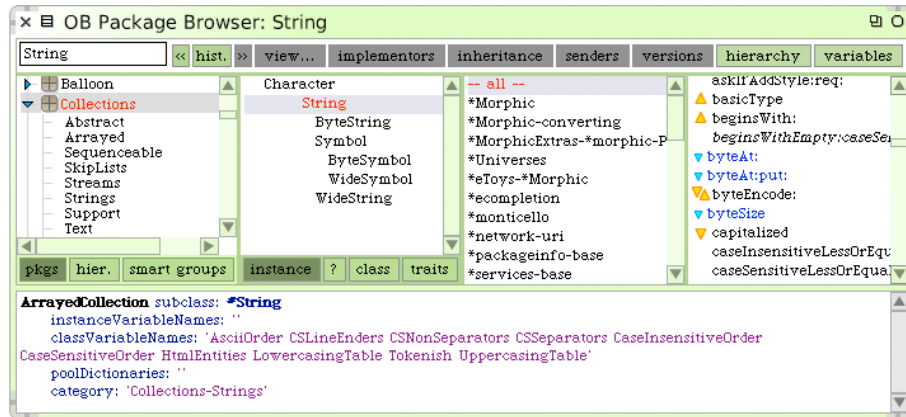 OB Package Browser: String
String
« hist. » view... implementors inheritance senders versions hierarchy variables
Balloon
Collections
Abstract
Arrayed
Sequenceable
SkipLists
Streams
Strings
Support
Text
pkgs hier. smart groups
Character
String
ByteString
Symbol
ByteSymbol
WideSymbol
WideString
instance ? class traits
-- all --
*Morphic
*Morphic-converting
*MorphicExtras-*morphic-P
*Universes
*eToys-*Morphic
*ecompletion
*monticello
*network-uri
*packageinfo-base
*services-base
askIfAddStyle:req:
basicType
beginsWith:
beginsWithEmpty:caseSe
byteAt:
byteAt:put:
byteEncode:
byteSize
capitalized
caseInsensitiveLessOrEqu
caseSensitiveLessOrEqua
ArrayedCollection subclass: #String
instanceVariableNames: ''
classVariableNames: 'AsciiOrder CSLineEnders CSNonSeparators CSSeparators CaseInsensitiveOrder
CaseSensitiveOrder HtmlEntities LowercasingTable Tokenish UppercasingTable'
poolDictionaries: ''
category: 'Collections-Strings'